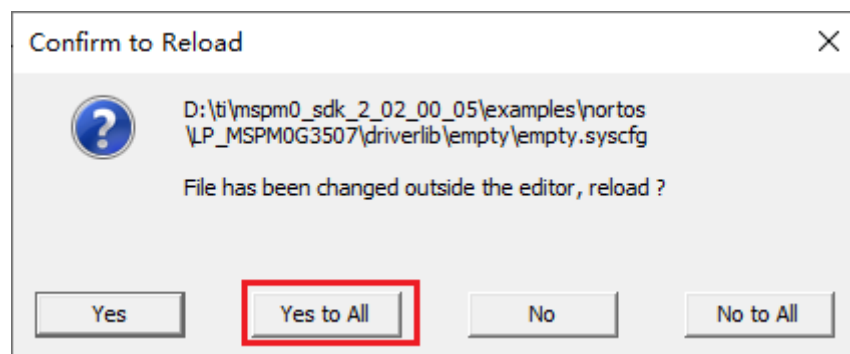 Confirm to Reload
D:\ti\mspm0_sdk_2_02_00_05\examples\nortos
\LP_MSPM0G3507\driverlib\empty\empty.syscfg
File has been changed outside the editor, reload ?
Yes
Yes to All
No
No to All